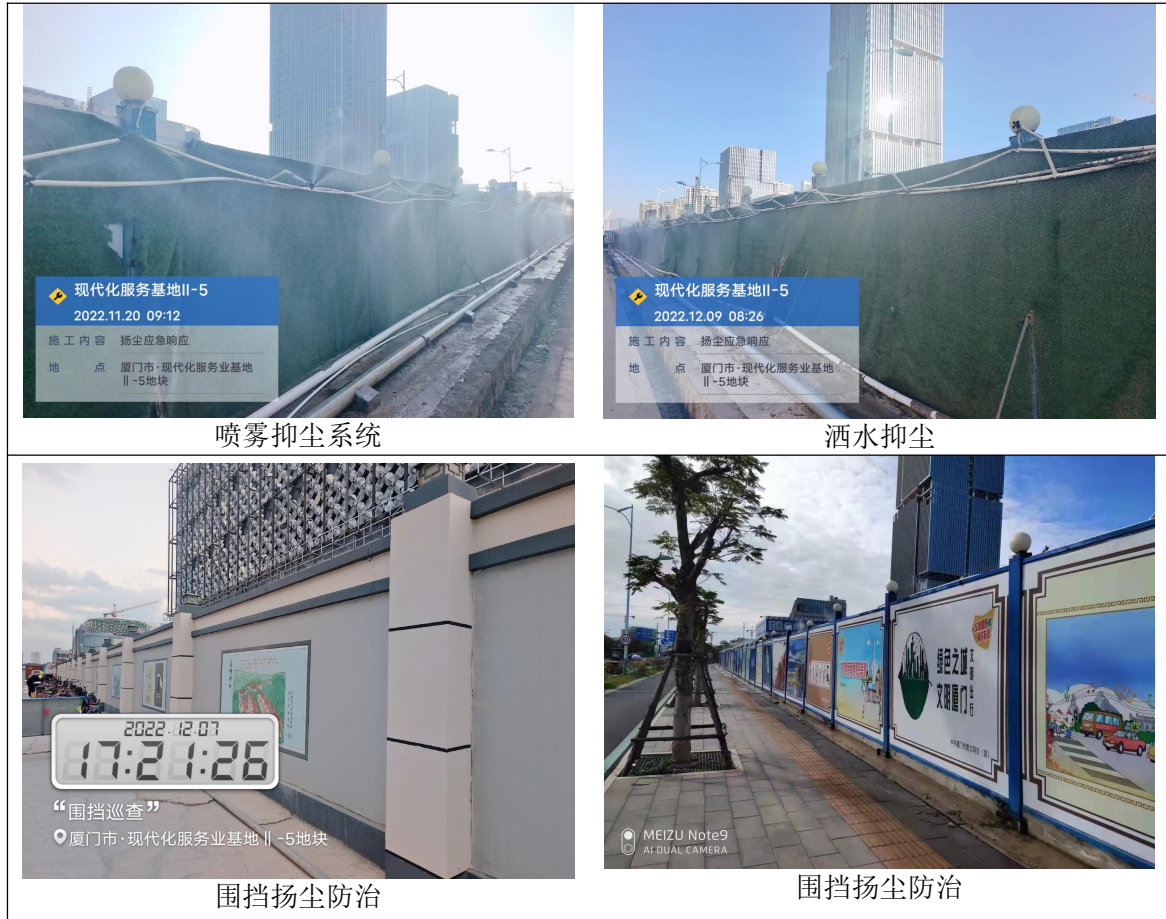 现代化服务基地II-5
2022.11.20 09:12
施工内容 扬尘应急响应
地点 厦门市·现代化服务业基地
II-5地块
喷雾抑尘系统
现代化服务基地II-5
2022.12.09 08:26
施工内容 扬尘应急响应
地点 厦门市·现代化服务业基地
II-5地块
洒水抑尘
2022.12.07
17:21:26
“围挡巡查”
厦门市·现代化服务业基地 II-5地块
围挡扬尘防治
绿色之城
文明厦门
文明出行
MEIZU Note9
AI DUAL CAMERA
围挡扬尘防治